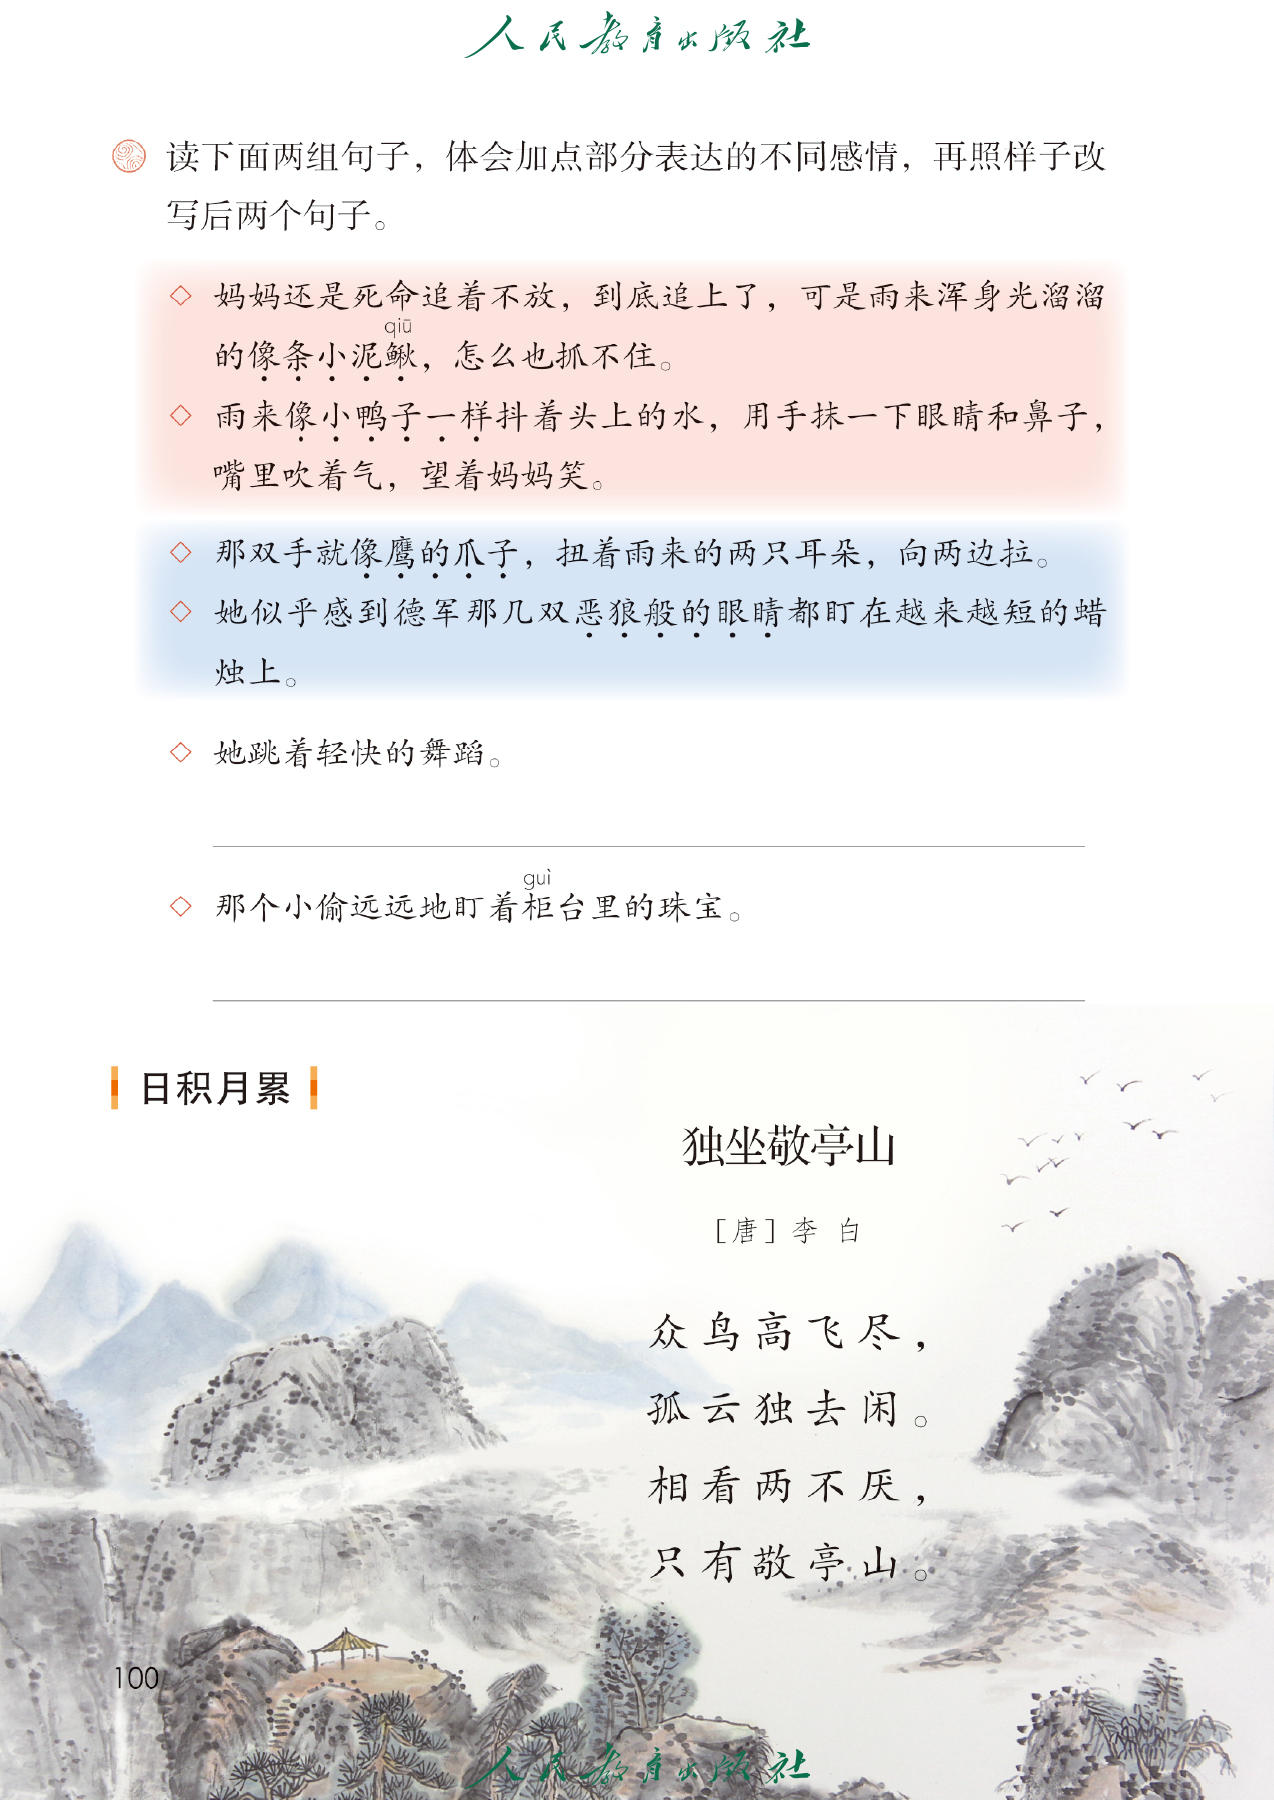 人民教育出版社
读下面两组句子，体会加点部分表达的不同感情，再照样子改
写后两个句子。
◇ 妈妈还是死命追着不放，到底追上了，可是雨来浑身光溜溜
qiū
的像条小泥鳅，怎么也抓不住。
◇ 雨来像小鸭子一样抖着头上的水，用手抹一下眼睛和鼻子，
嘴里吹着气，望着妈妈笑。
◇ 那双手就像鹰的爪子，扭着雨来的两只耳朵，向两边拉。
◇ 她似乎感到德军那几双恶狼般的眼睛都盯在越来越短的蜡
烛上。
◇ 她跳着轻快的舞蹈。
guì
◇ 那个小偷远远地盯着柜台里的珠宝。
日积月累
独坐敬亭山
［唐］李 白
众鸟高飞尽，
孤云独去闲。
相看两不厌，
只有敬亭山。
100
人民教育出版社